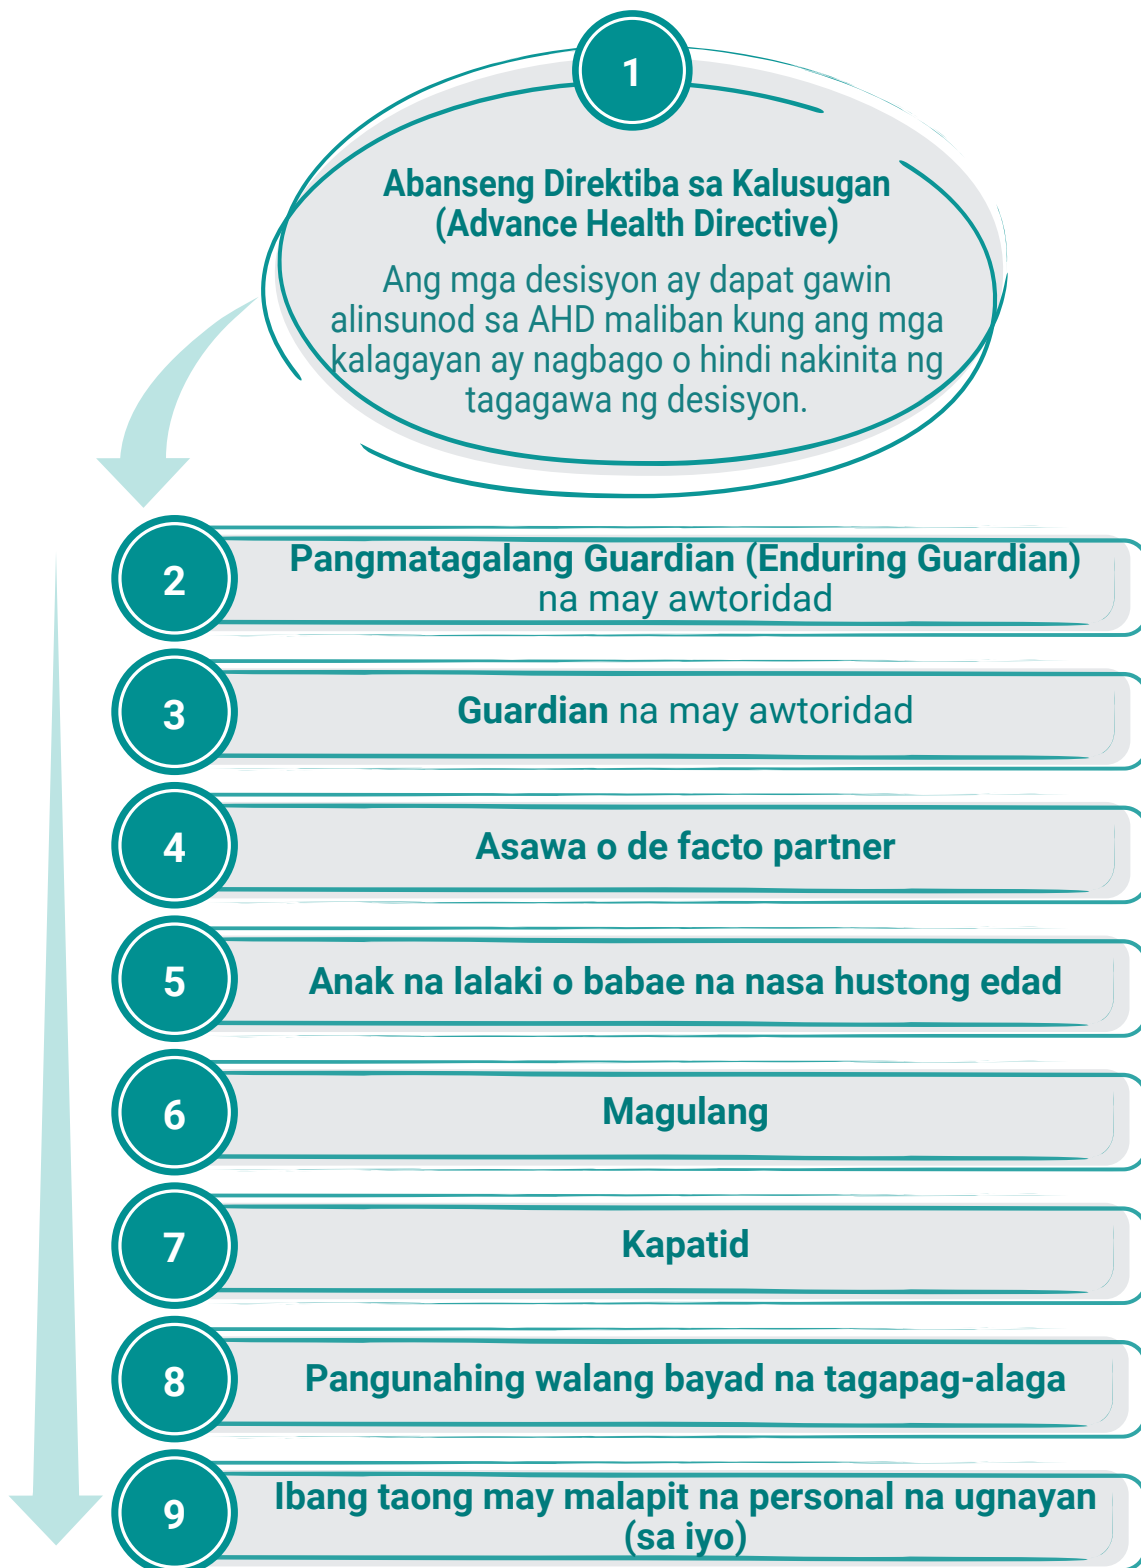 1
Abanseng Direktiba sa Kalusugan
(Advance Health Directive)
Ang mga desisyon ay dapat gawin
alinsunod sa AHD maliban kung ang mga
kalagayan ay nagbago o hindi nakinita ng
tagagawa ng desisyon.
2
Pangmatagalang Guardian (Enduring Guardian)
na may awtoridad
3
Guardian na may awtoridad
4
Asawa o de facto partner
5
Anak na lalaki o babae na nasa hustong edad
6
Magulang
7
Kapatid
8
Pangunahing walang bayad na tagapag-alaga
9
Ibang taong may malapit na personal na ugnayan
(sa iyo)